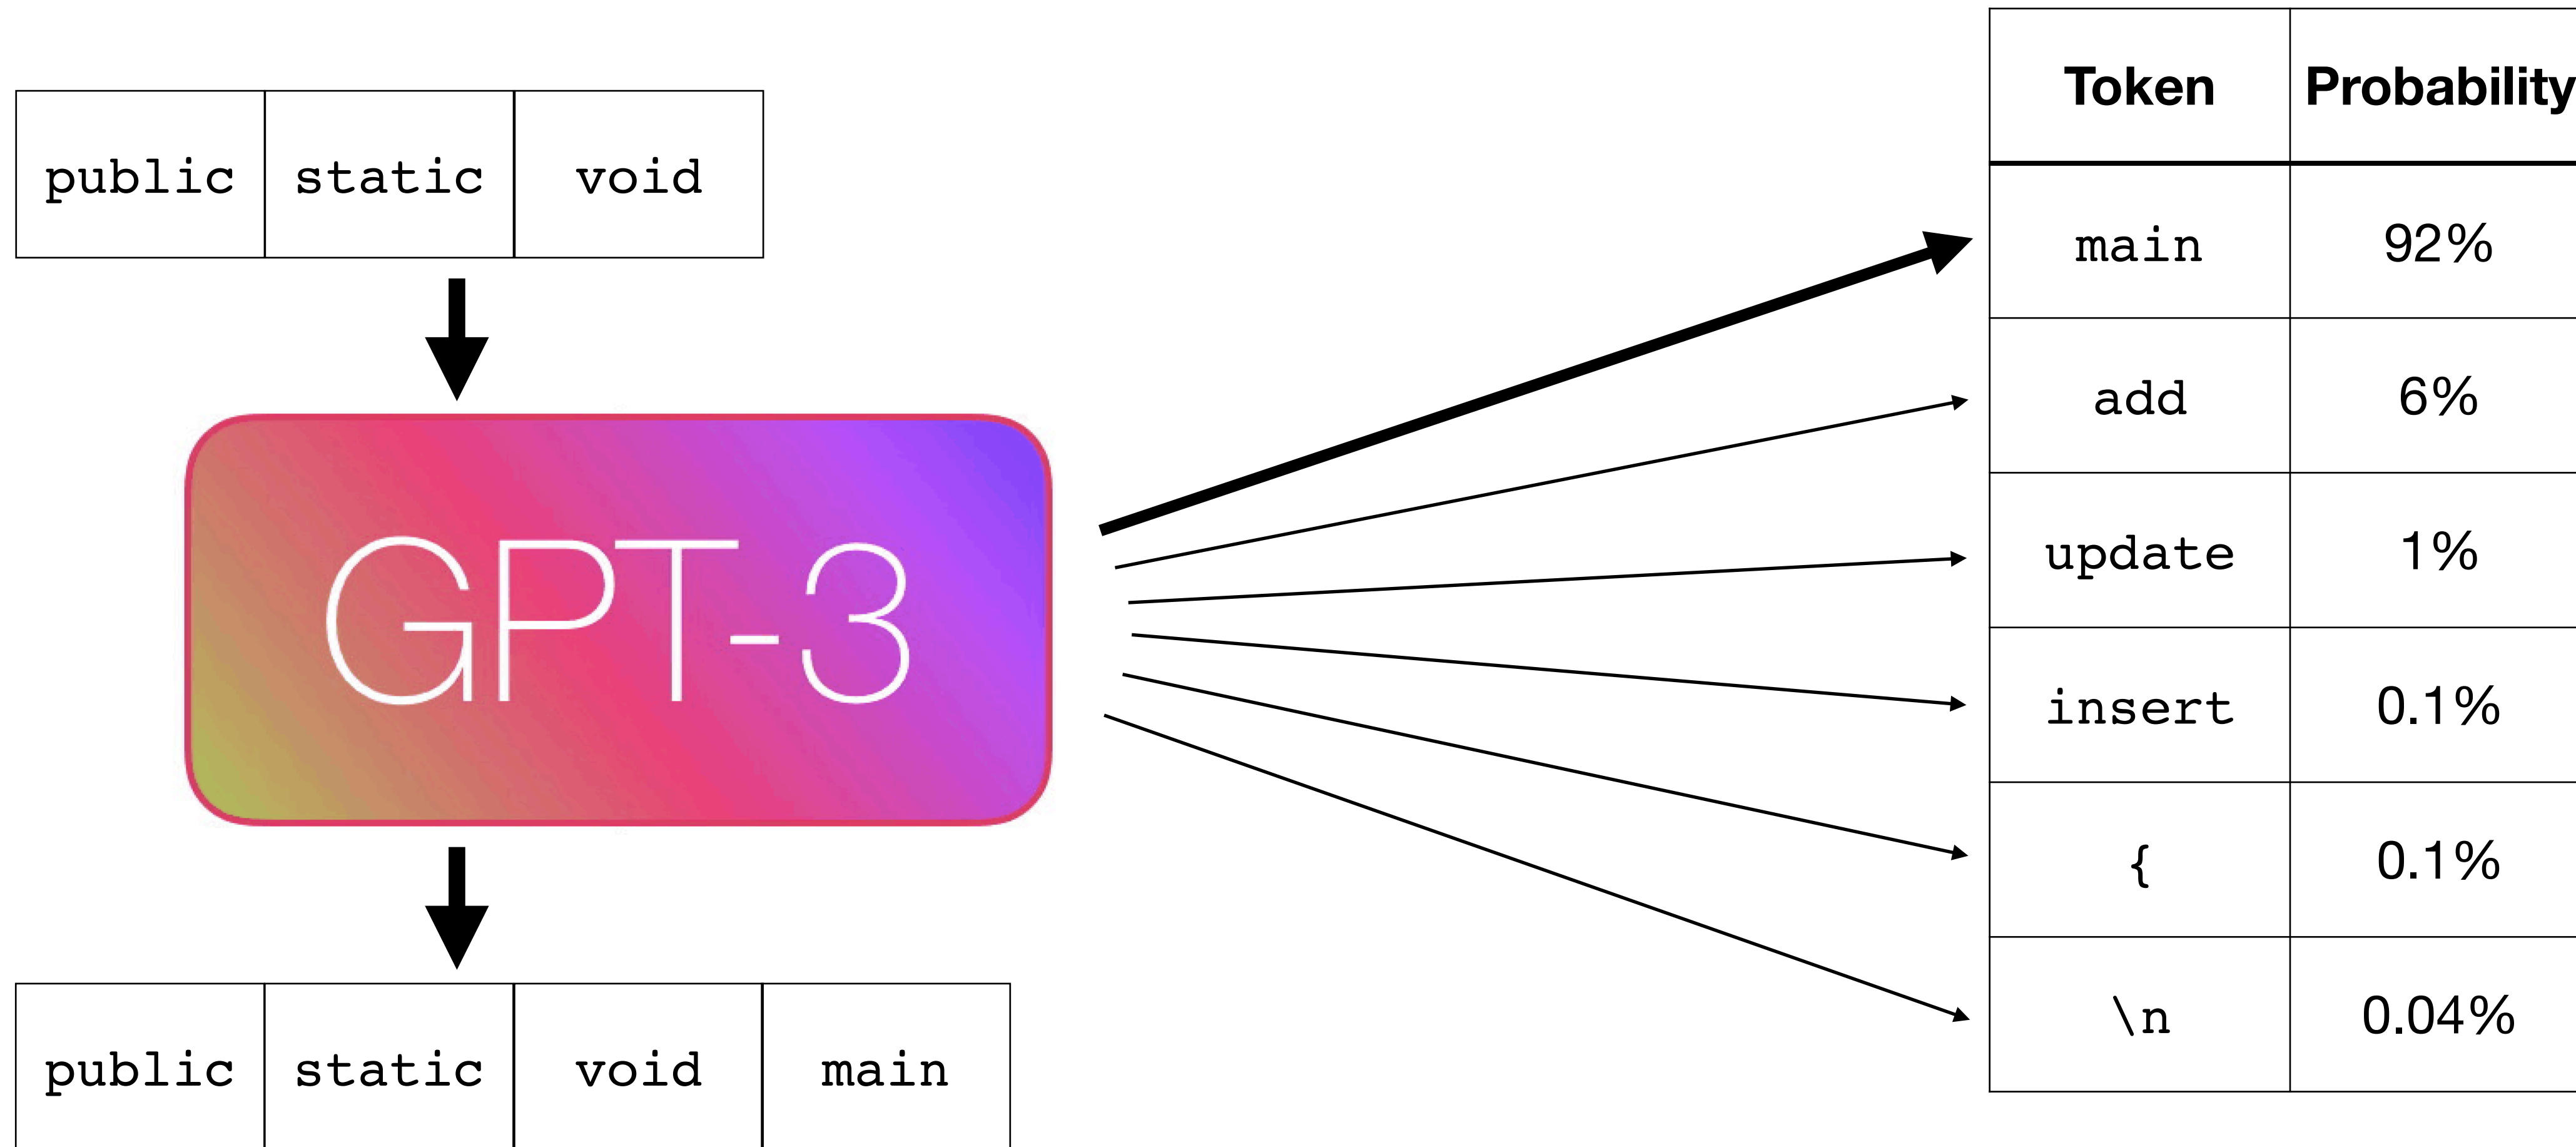 public static void
GPT-3
public static void main
Token Probability
main 92%
add 6%
update 1%
insert 0.1%
{ 0.1%
\n 0.04%